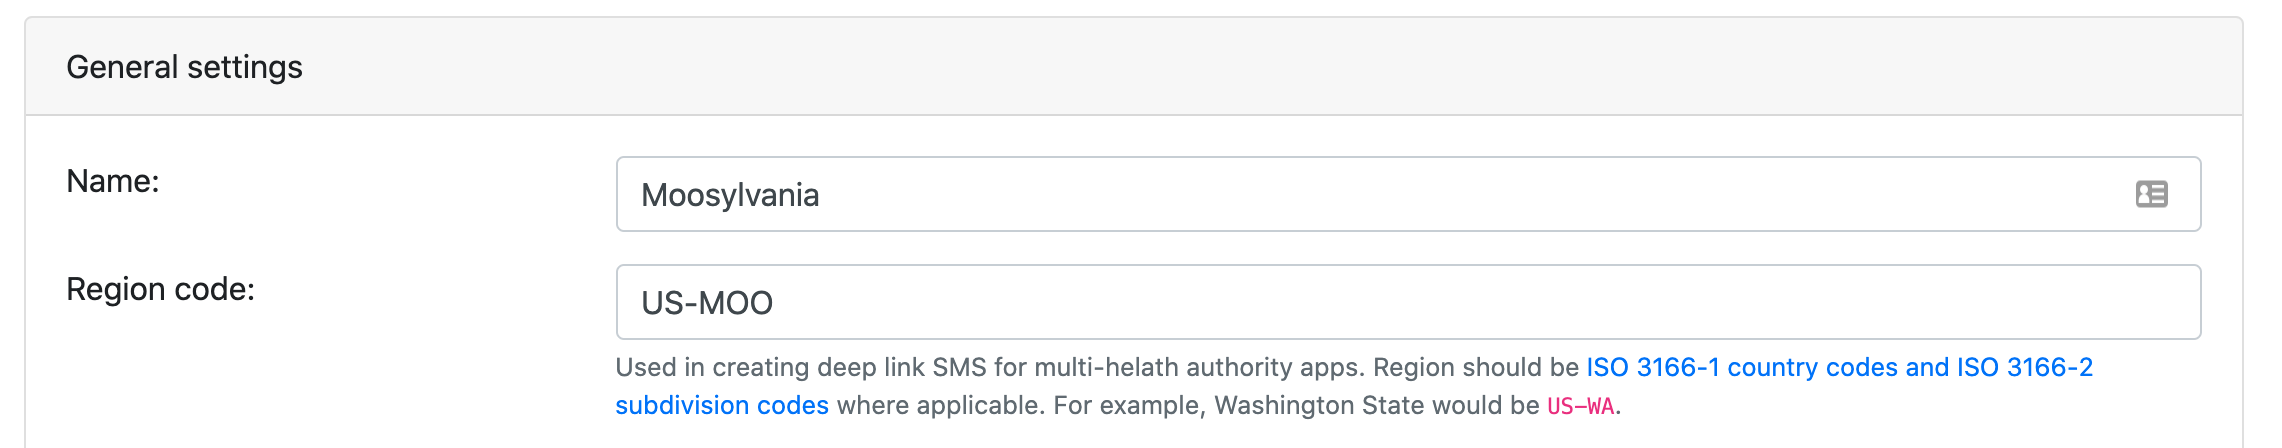 General settings
Name:
Moosylvania
Region code:
US-MOO
Used in creating deep link SMS for multi-helath authority apps. Region should be ISO 3166-1 country codes and ISO 3166-2
subdivision codes where applicable. For example, Washington State would be US-WA.